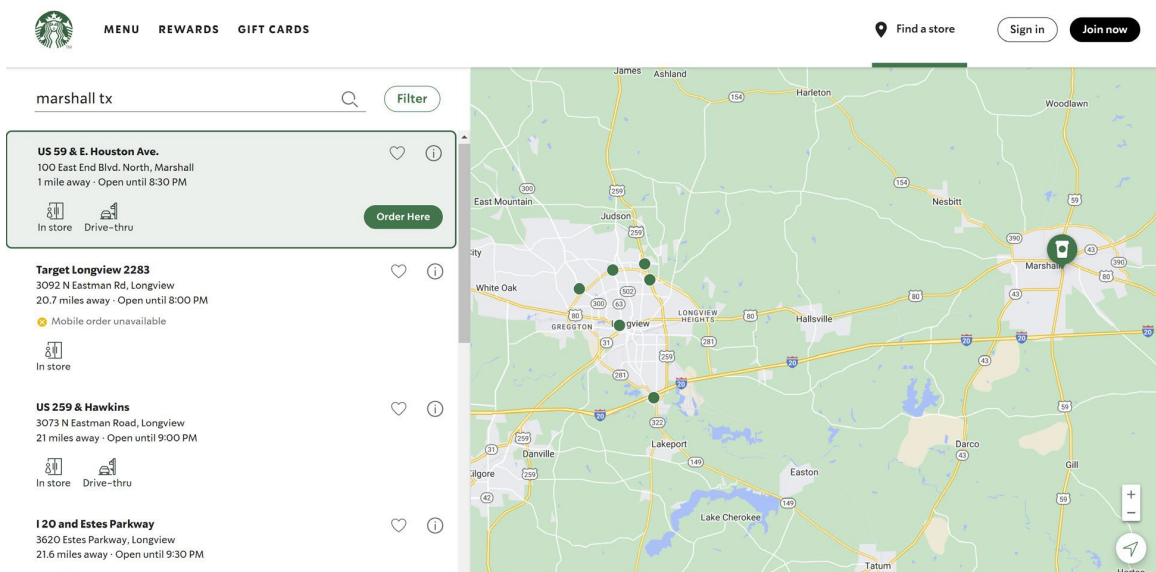 MENU REWARDS GIFT CARDS
Find a store
Sign in
Join now
marshall tx
Filter
US 59 & E. Houston Ave.
100 East End Blvd. North, Marshall
1 mile away · Open until 8:30 PM
In store Drive-thru
Order Here
Target Longview 2283
3092 N Eastman Rd, Longview
20.7 miles away · Open until 8:00 PM
Mobile order unavailable
In store
US 259 & Hawkins
3073 N Eastman Road, Longview
21 miles away · Open until 9:00 PM
In store Drive-thru
I 20 and Estes Parkway
3620 Estes Parkway, Longview
21.6 miles away · Open until 9:30 PM
James Ashland
154 Harleton
Woodlawn
300
259
154
East Mountain
Nesbitt
59
Judson
259
390
43
390
Marshall
80
White Oak
502
300 63
80
80
43
GREGGTON
LONGVIEW
HEIGHTS
80
Hallsville
31
281
259
20
20
20
20
43
281
20
20
59
322
259
31
Danville
Lakeport
149
Darco
43
Gill
259
Easton
42
149
59
Lake Cherokee
Tatum
+
−